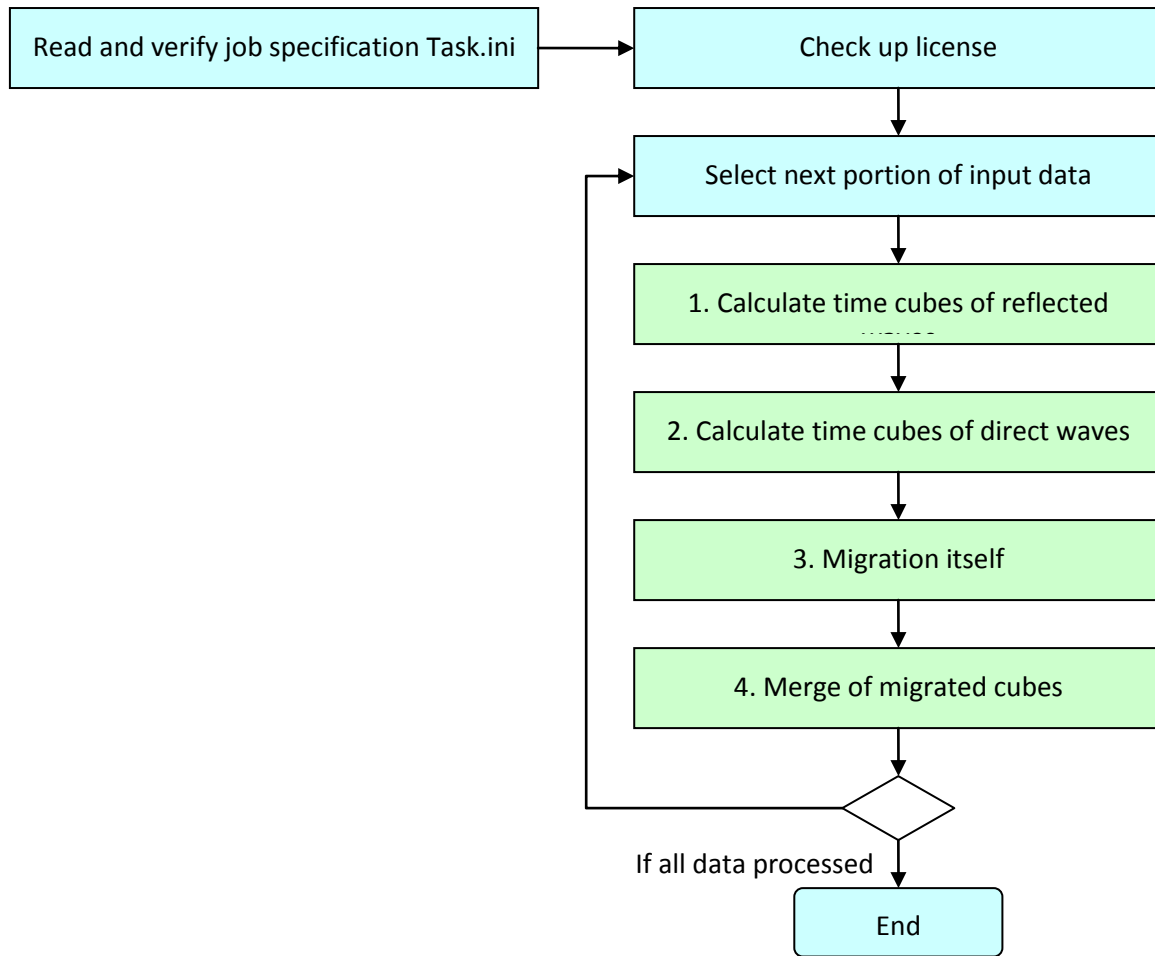 Read and verify job specification Task.ini
Check up license
Select next portion of input data
1. Calculate time cubes of reflected
2. Calculate time cubes of direct waves
3. Migration itself
4. Merge of migrated cubes
If all data processed
End